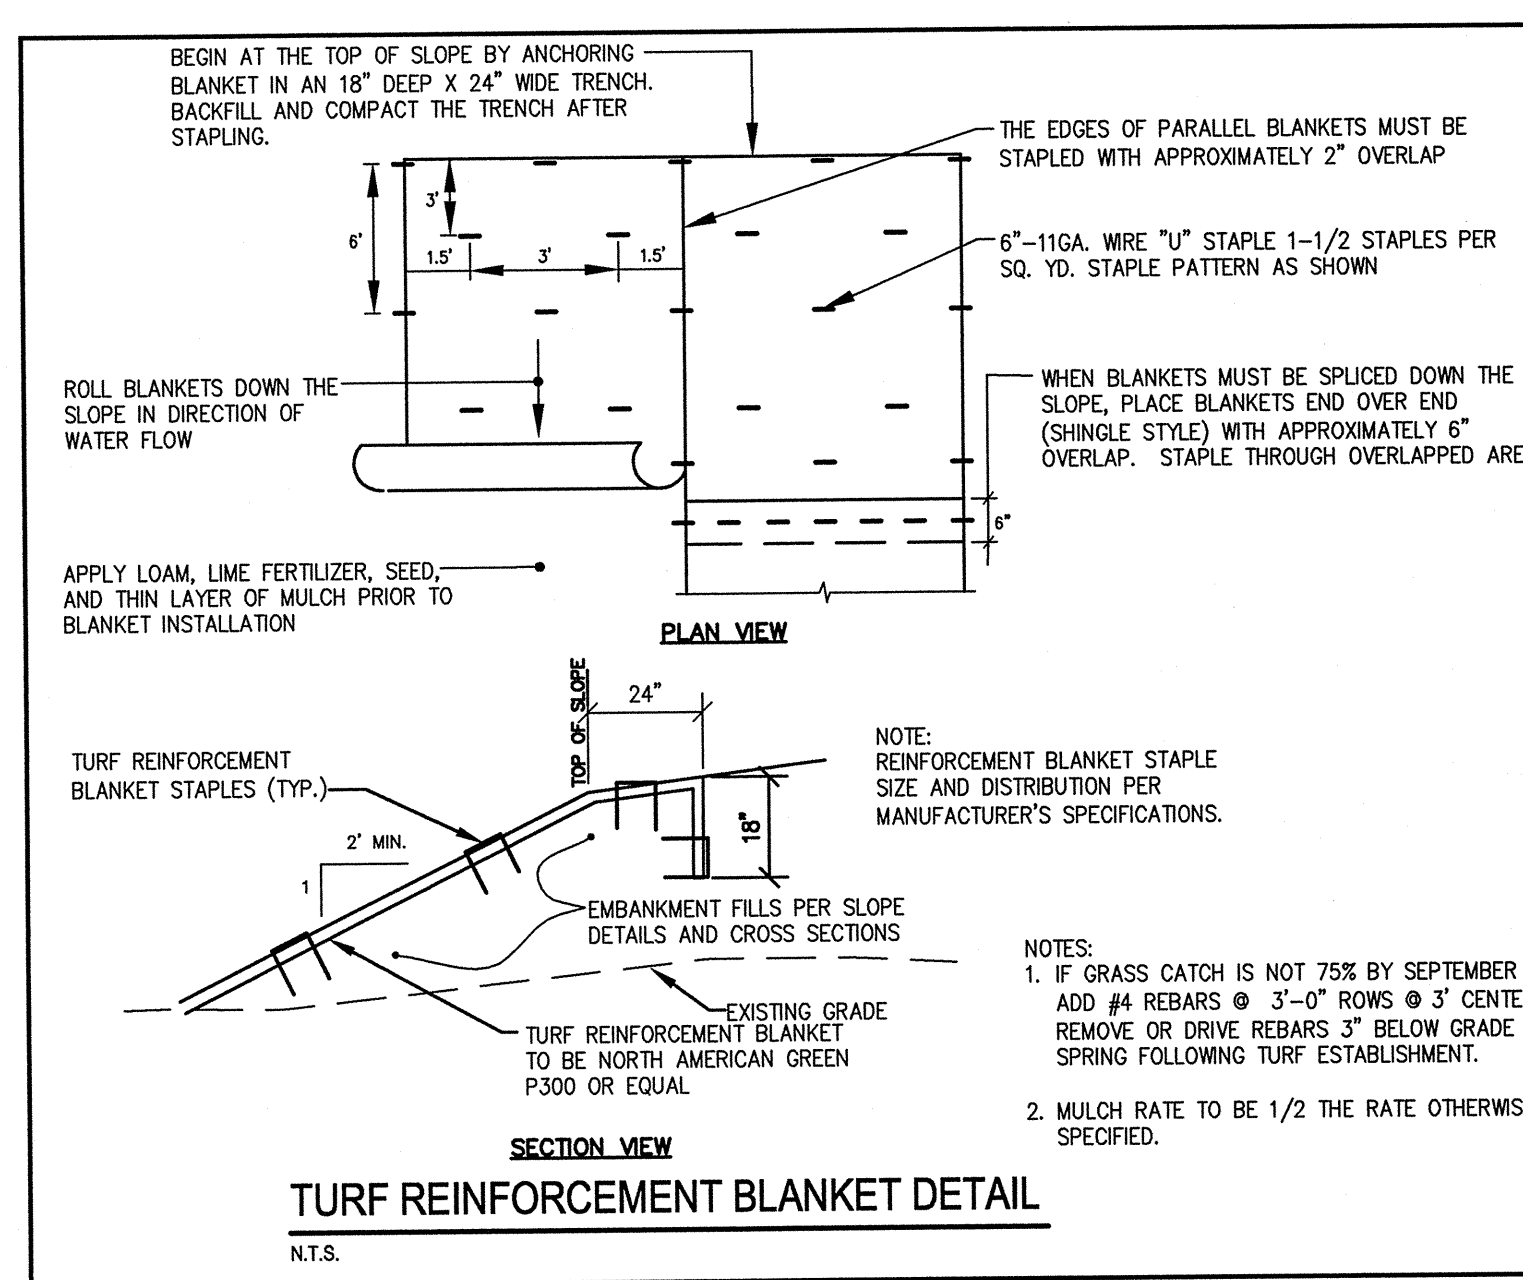 BEGIN AT THE TOP OF SLOPE BY ANCHORING
BLANKET IN AN 18" DEEP X 24" WIDE TRENCH.
BACKFILL AND COMPACT THE TRENCH AFTER
STAPLING.
THE EDGES OF PARALLEL BLANKETS MUST BE
STAPLED WITH APPROXIMATELY 2" OVERLAP
3'
6'
1.5'
3'
1.5'
6"-11GA. WIRE "U" STAPLE 1-1/2 STAPLES PER
SQ. YD. STAPLE PATTERN AS SHOWN
ROLL BLANKETS DOWN THE
SLOPE IN DIRECTION OF
WATER FLOW
WHEN BLANKETS MUST BE SPLICED DOWN THE
SLOPE, PLACE BLANKETS END OVER END
(SHINGLE STYLE) WITH APPROXIMATELY 6"
OVERLAP. STAPLE THROUGH OVERLAPPED ARE
6"
APPLY LOAM, LIME FERTILIZER, SEED,
AND THIN LAYER OF MULCH PRIOR TO
BLANKET INSTALLATION
PLAN VIEW
TOP OF SLOPE
24"
TURF REINFORCEMENT
BLANKET STAPLES (TYP.)
NOTE:
REINFORCEMENT BLANKET STAPLE
SIZE AND DISTRIBUTION PER
MANUFACTURER'S SPECIFICATIONS.
18"
2' MIN.
1
EMBANKMENT FILLS PER SLOPE
DETAILS AND CROSS SECTIONS
EXISTING GRADE
TURF REINFORCEMENT BLANKET
TO BE NORTH AMERICAN GREEN
P300 OR EQUAL
NOTES:
1. IF GRASS CATCH IS NOT 75% BY SEPTEMBER
ADD #4 REBARS @ 3'-0" ROWS @ 3' CENTE
REMOVE OR DRIVE REBARS 3" BELOW GRADE
SPRING FOLLOWING TURF ESTABLISHMENT.
2. MULCH RATE TO BE 1/2 THE RATE OTHERWIS
SPECIFIED.
SECTION VIEW
TURF REINFORCEMENT BLANKET DETAIL
N.T.S.